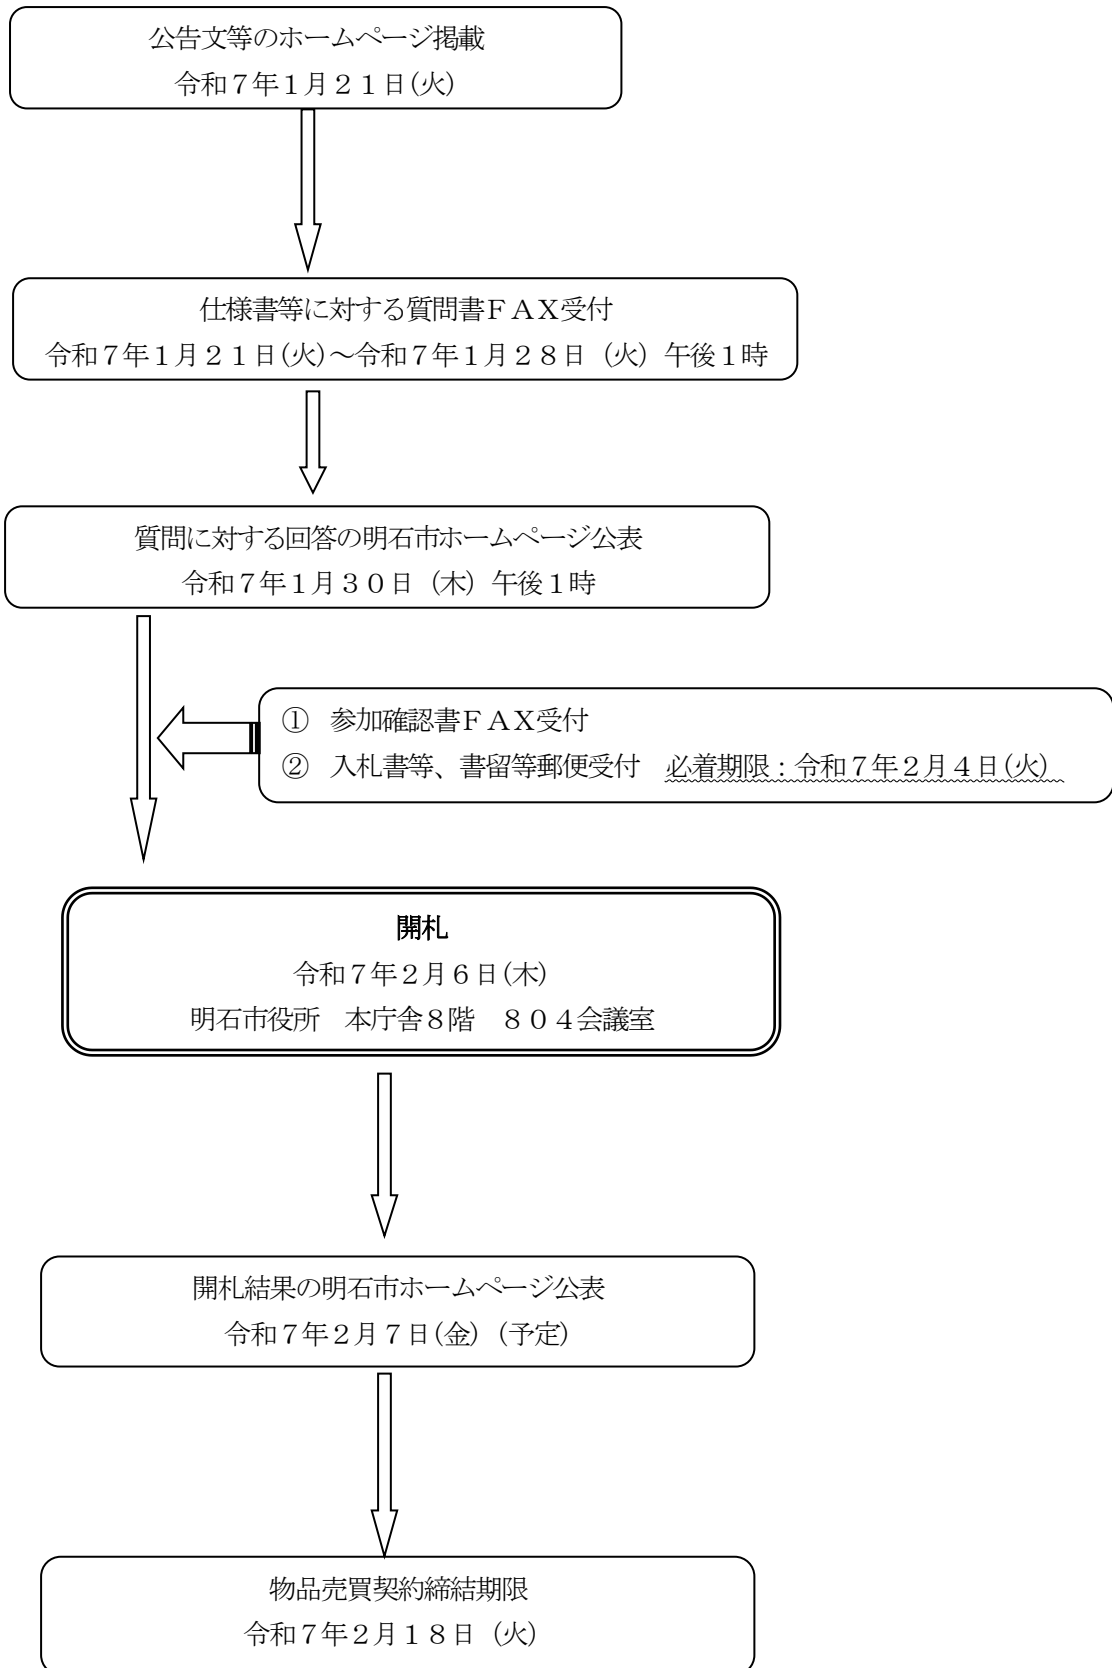 公告文等のホームページ掲載
令和７年１月２１日(火)
仕様書等に対する質問書ＦＡＸ受付
令和７年１月２１日(火)～令和７年１月２８日（火）午後１時
質問に対する回答の明石市ホームページ公表
令和７年１月３０日（木）午後１時
①　参加確認書ＦＡＸ受付
②　入札書等、書留等郵便受付　必着期限：令和７年２月４日(火)
開札
令和７年２月６日(木)
明石市役所　本庁舎８階　８０４会議室
開札結果の明石市ホームページ公表
令和７年２月７日(金)（予定）
物品売買契約締結期限
令和７年２月１８日（火）